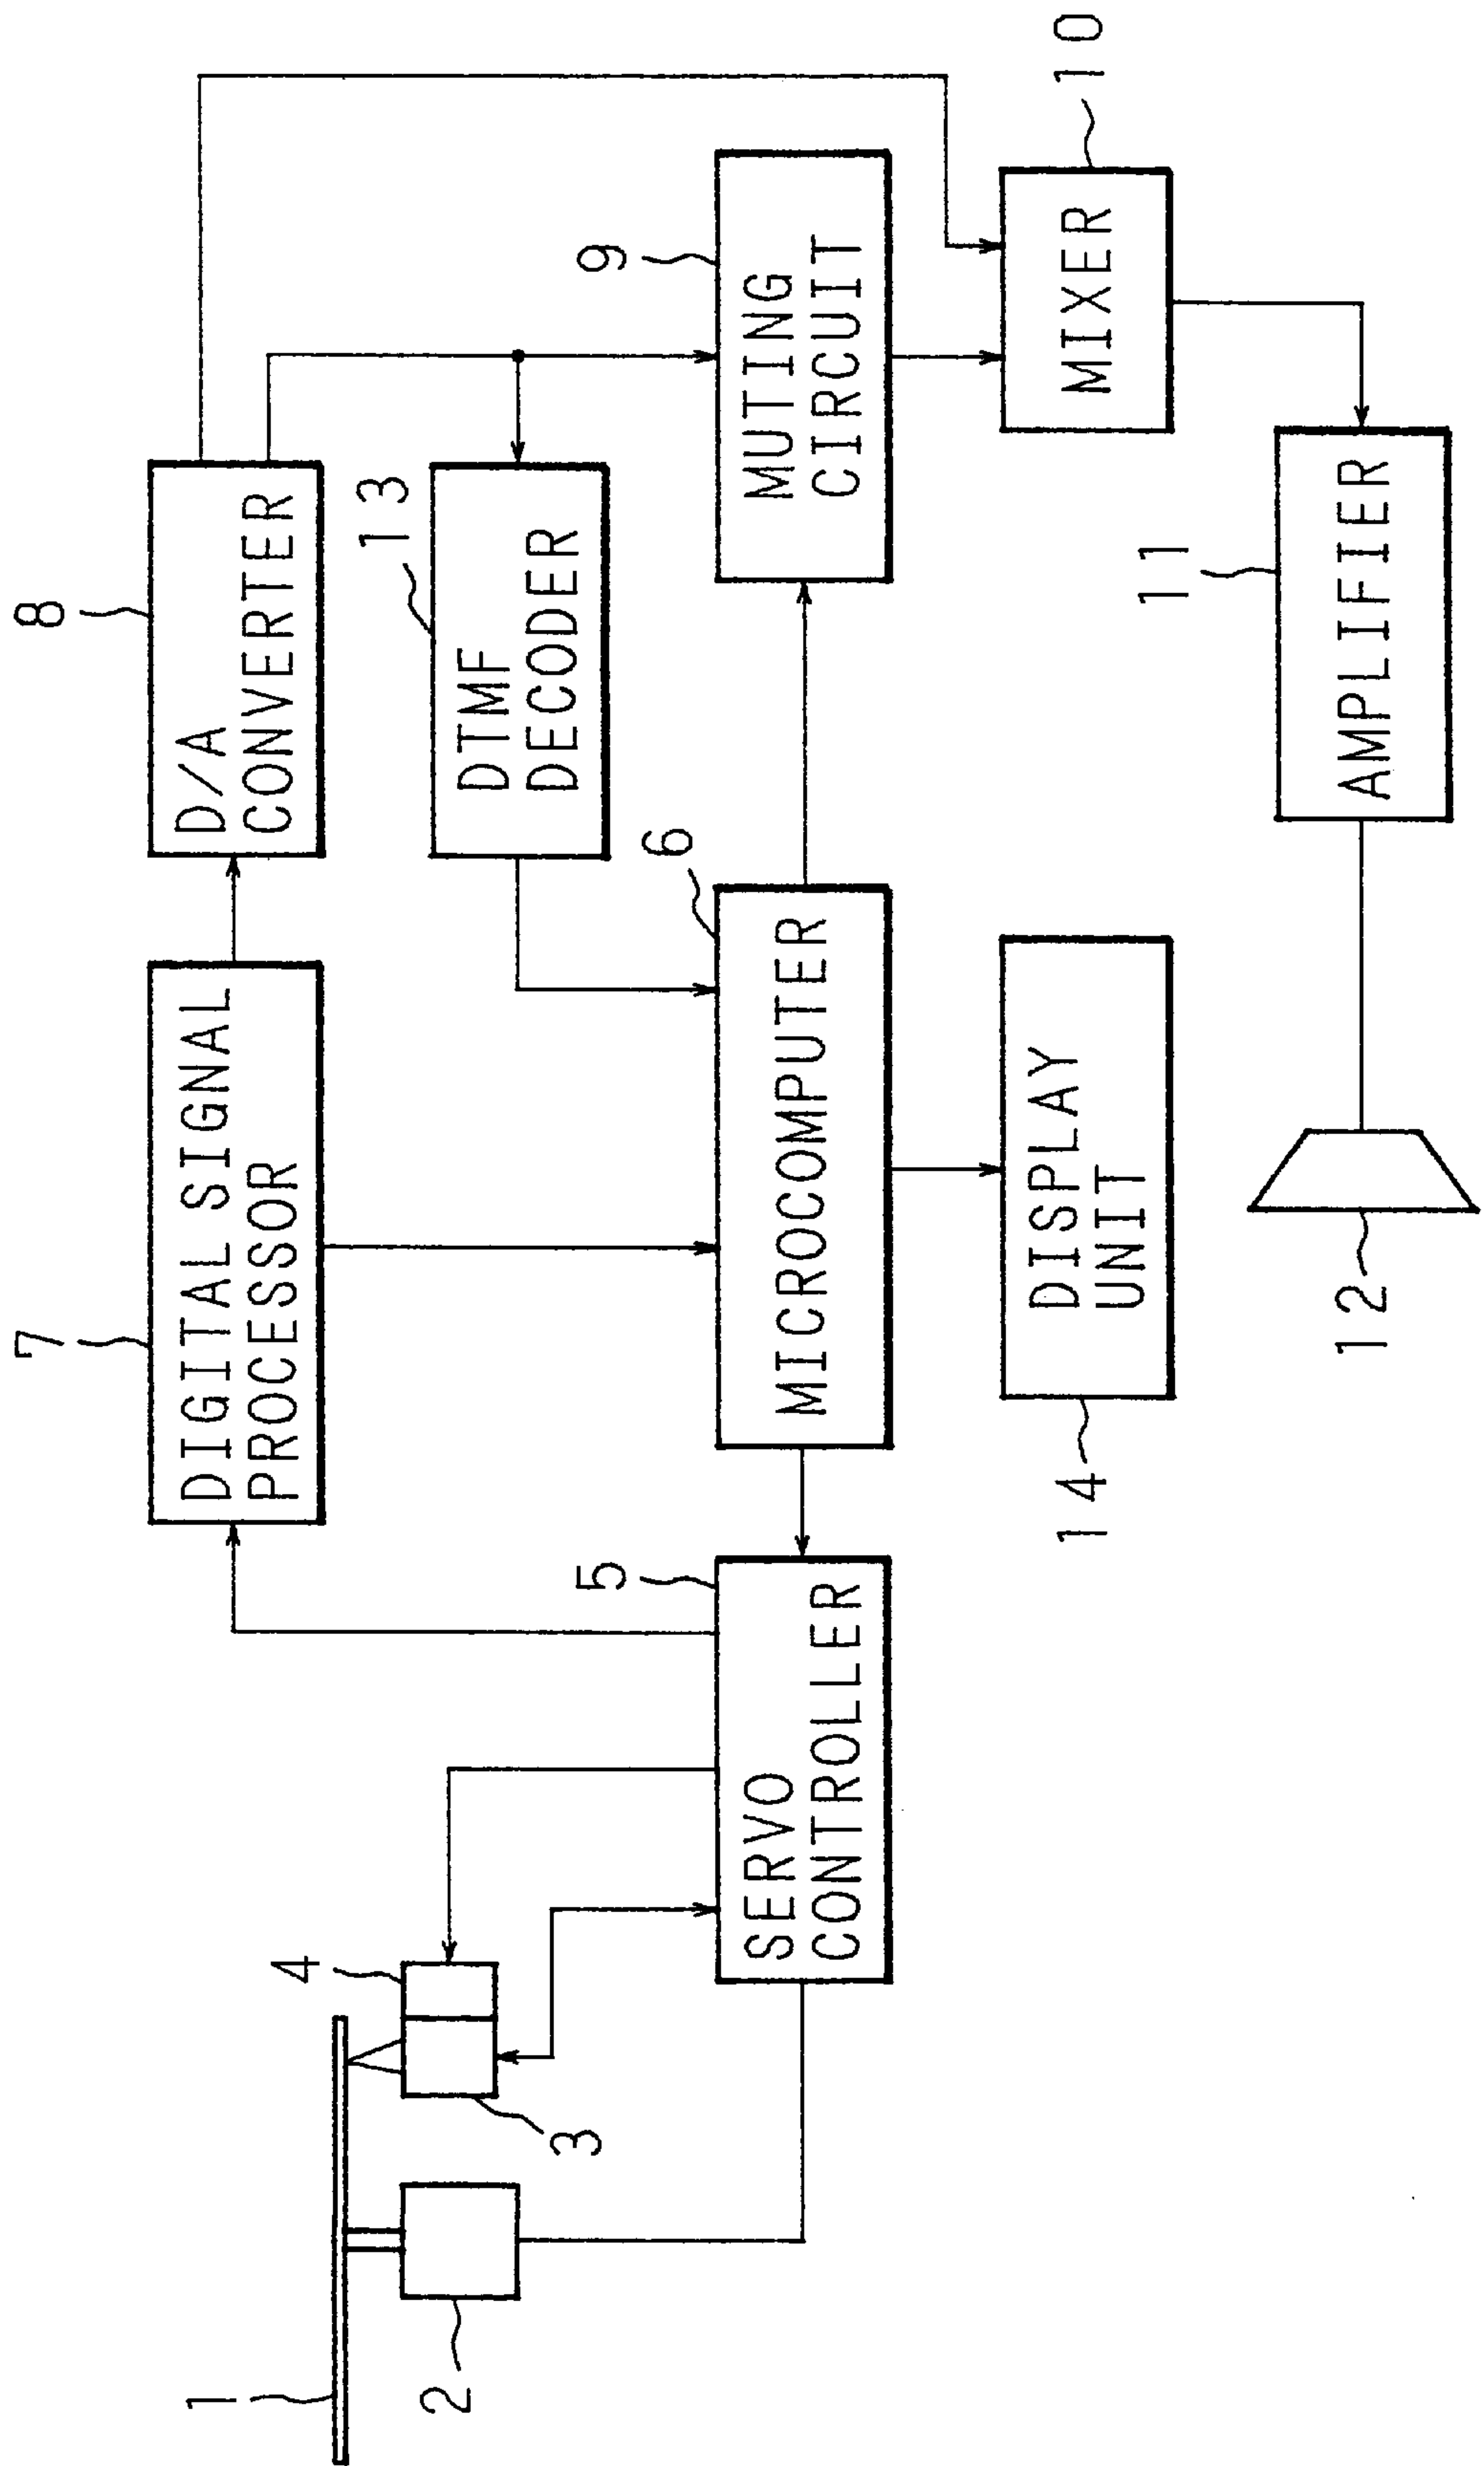 1
2
3
4
SERVO
CONTROLLER
5
7
DIGITAL SIGNAL
PROCESSOR
8
D/A
CONVERTER
13
DTMF
DECODER
6
MICROCOMPUTER
9
MUTING
CIRCUIT
14
DISPLAY
UNIT
10
MIXER
12
11
AMPLIFIER